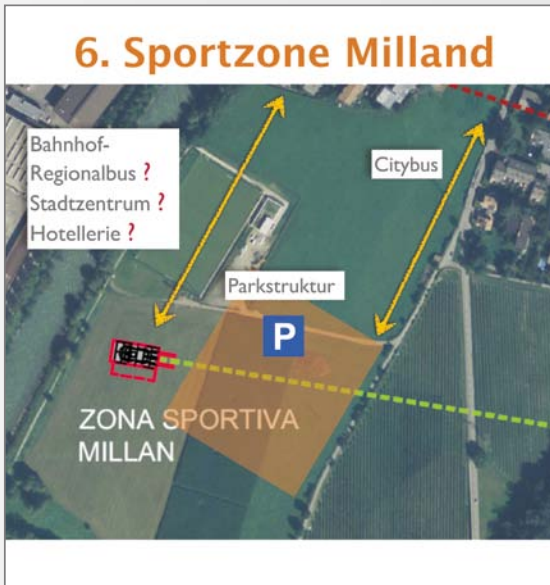 6. Sportzone Milland
Bahnhof-
Regionalbus ?
Stadtzentrum ?
Hotellerie ?
Citybus
Parkstruktur
P
ZONA SPORTIVA
MILLAN